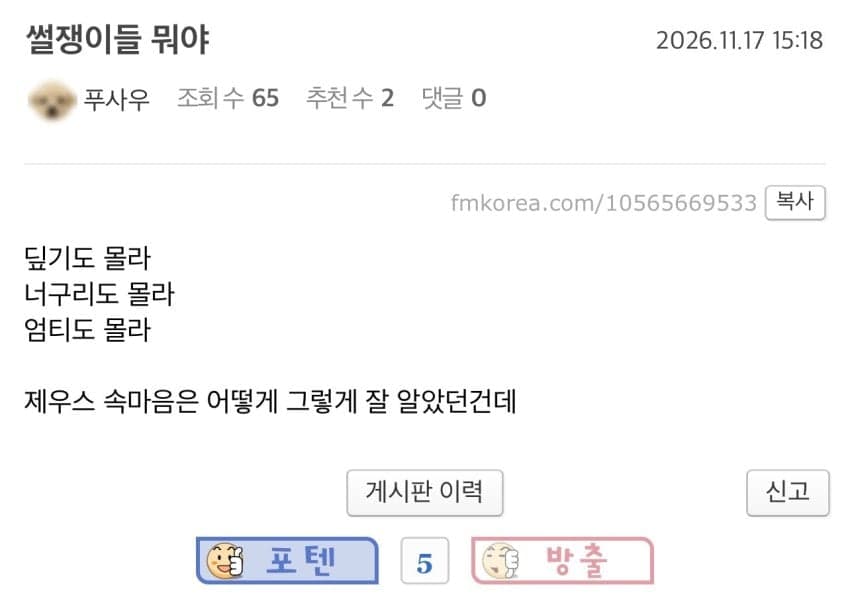 썰쟁이들 뭐야
2026.11.17 15:18
푸사우 조회 수 65 추천 수 2 댓글 0
fmkorea.com/10565669533 복사
딮기도 몰라
너구리도 몰라
엄티도 몰라
제우스 속마음은 어떻게 그렇게 잘 알았던건데
게시판 이력 신고
포텐 5 방출